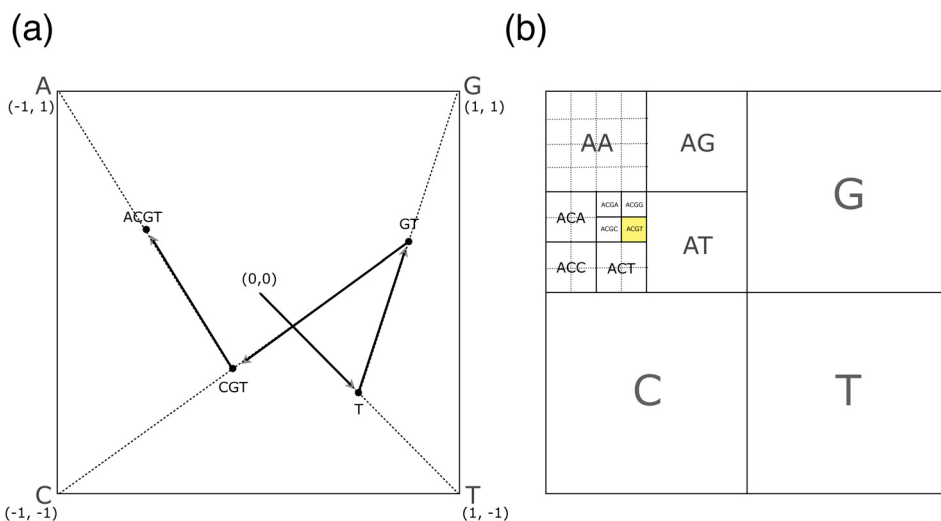 (a)
A
(-1, 1)
G
(1, 1)
ACGT
GT
(0,0)
CGT
T
C
(-1, -1)
T
(1, -1)
(b)
AA
AG
G
ACA
ACGA
ACGG
ACGC
ACGT
AT
ACC
ACT
C
T